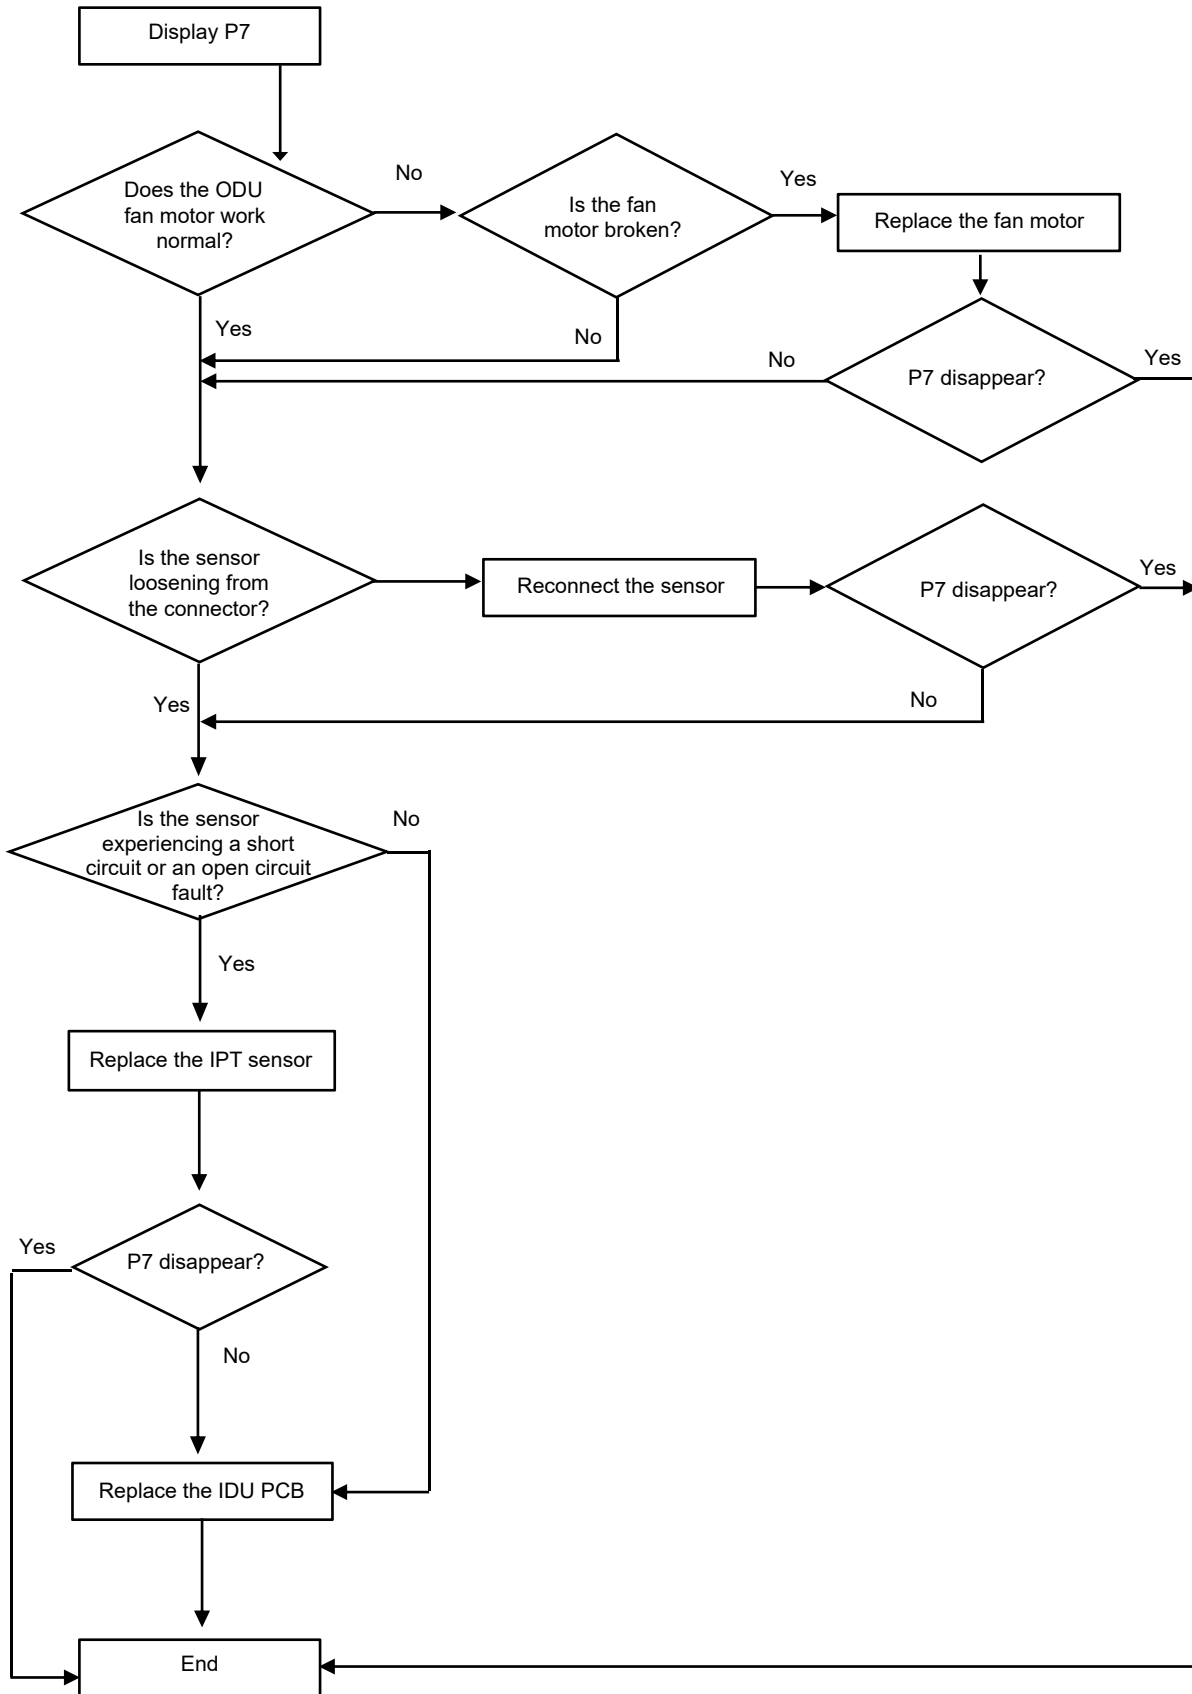 Display P7
Does the ODU
fan motor work
normal?
No
Is the fan
motor broken?
Yes
Replace the fan motor
Yes
No
No
P7 disappear?
Yes
Is the sensor
loosening from
the connector?
Reconnect the sensor
P7 disappear?
Yes
Yes
No
Is the sensor
experiencing a short
circuit or an open circuit
fault?
No
Yes
Replace the IPT sensor
Yes
P7 disappear?
No
Replace the IDU PCB
End